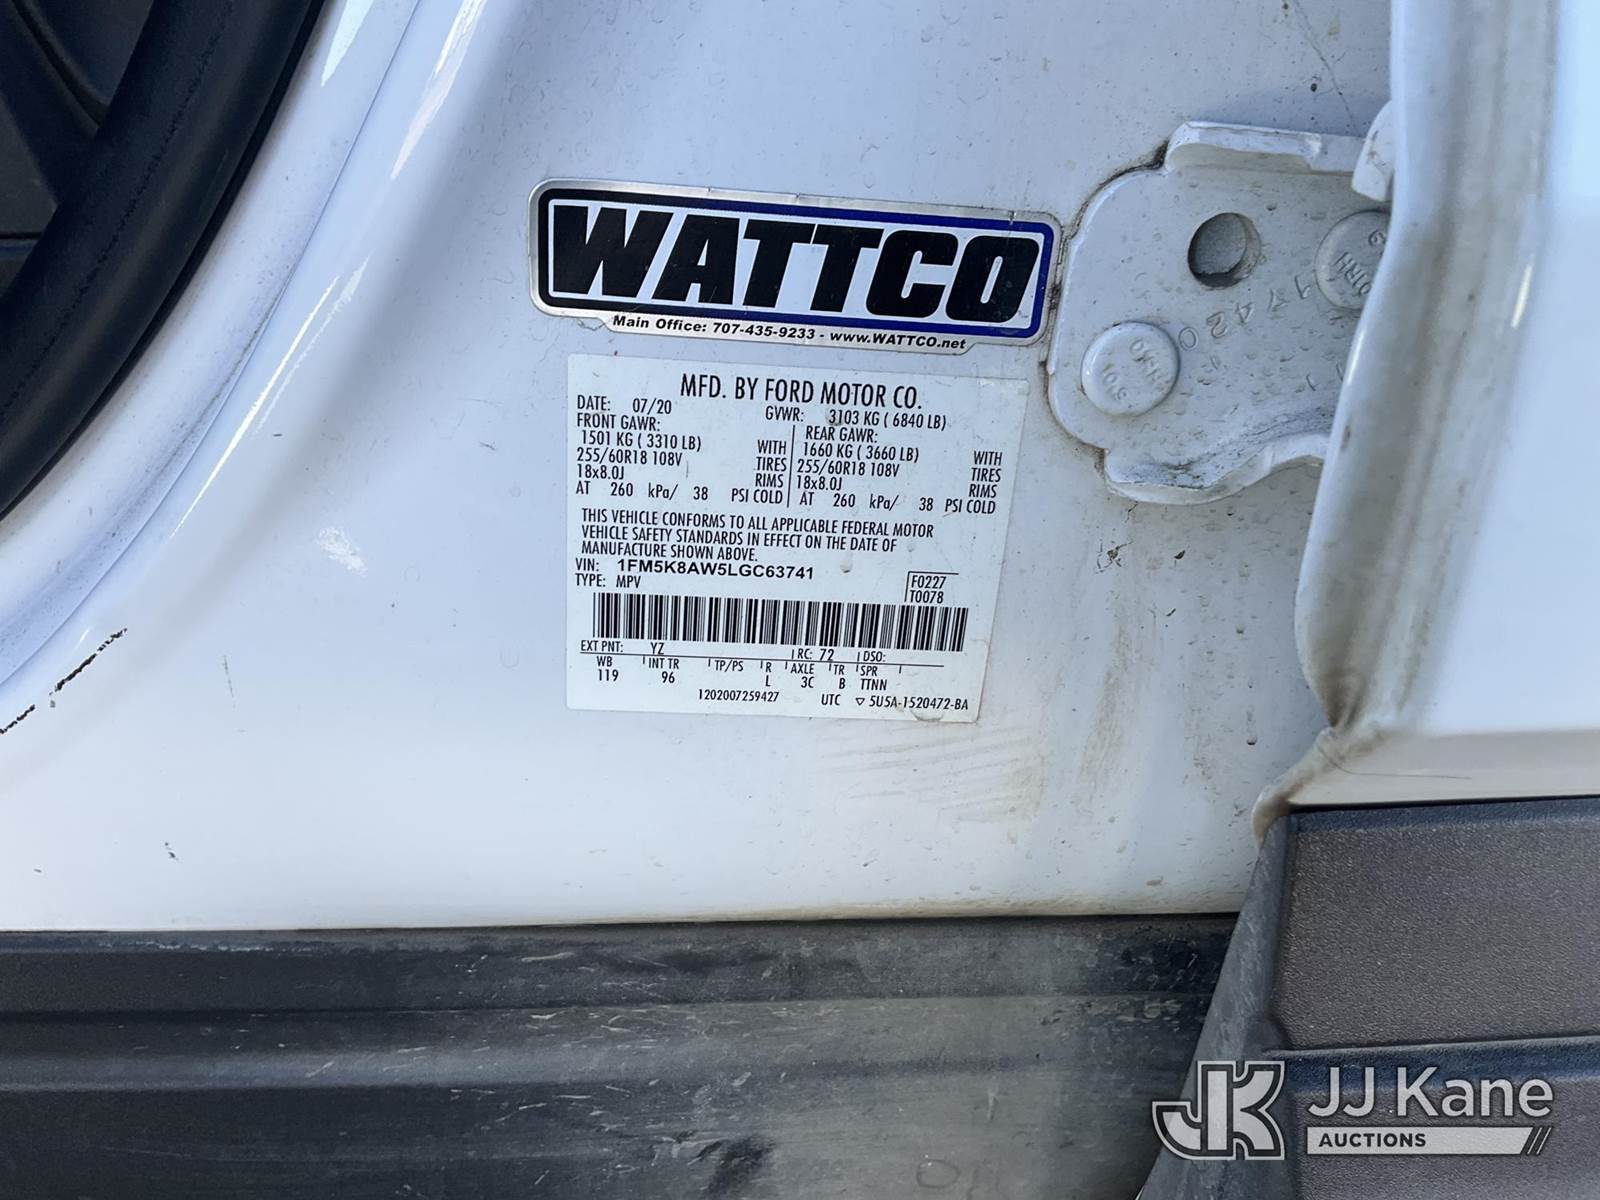 WATTCO
Main Office: 707-435-9233 - www.WATTCO.net
MFD. BY FORD MOTOR CO.
DATE: 07/20 GVWR: 3103 KG ( 6840 LB)
FRONT GAWR: REAR GAWR:
1501 KG ( 3310 LB) WITH 1660 KG ( 3660 LB) WITH
255/60R18 108V TIRES 255/60R18 108V TIRES
18x8.0J RIMS 18x8.0J RIMS
AT 260 kPa/ 38 PSI COLD AT 260 kPa/ 38 PSI COLD
THIS VEHICLE CONFORMS TO ALL APPLICABLE FEDERAL MOTOR
VEHICLE SAFETY STANDARDS IN EFFECT ON THE DATE OF
MANUFACTURE SHOWN ABOVE.
VIN: 1FM5K8AW5LGC63741 F0227
TYPE: MPV T0078
EXT PNT: YZ RC: 72 DSO:
WB INT TR TP/PS R AXLE TR SPR
119 96 L 3C B TTNN
1202007259427 UTC ▽ 5U5A-1520472-BA
17420
JK JJ Kane
AUCTIONS